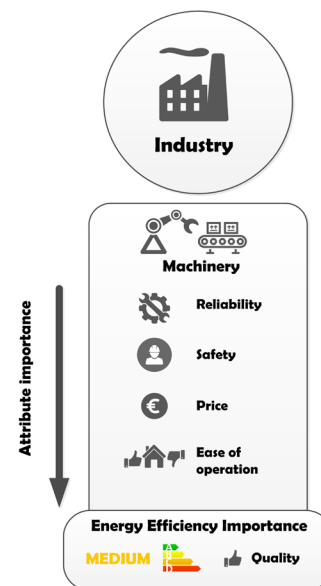 Industry
Machinery
Attribute importance
Reliability
Safety
€
Price
Ease of
operation
Energy Efficiency Importance
MEDIUM
Quality